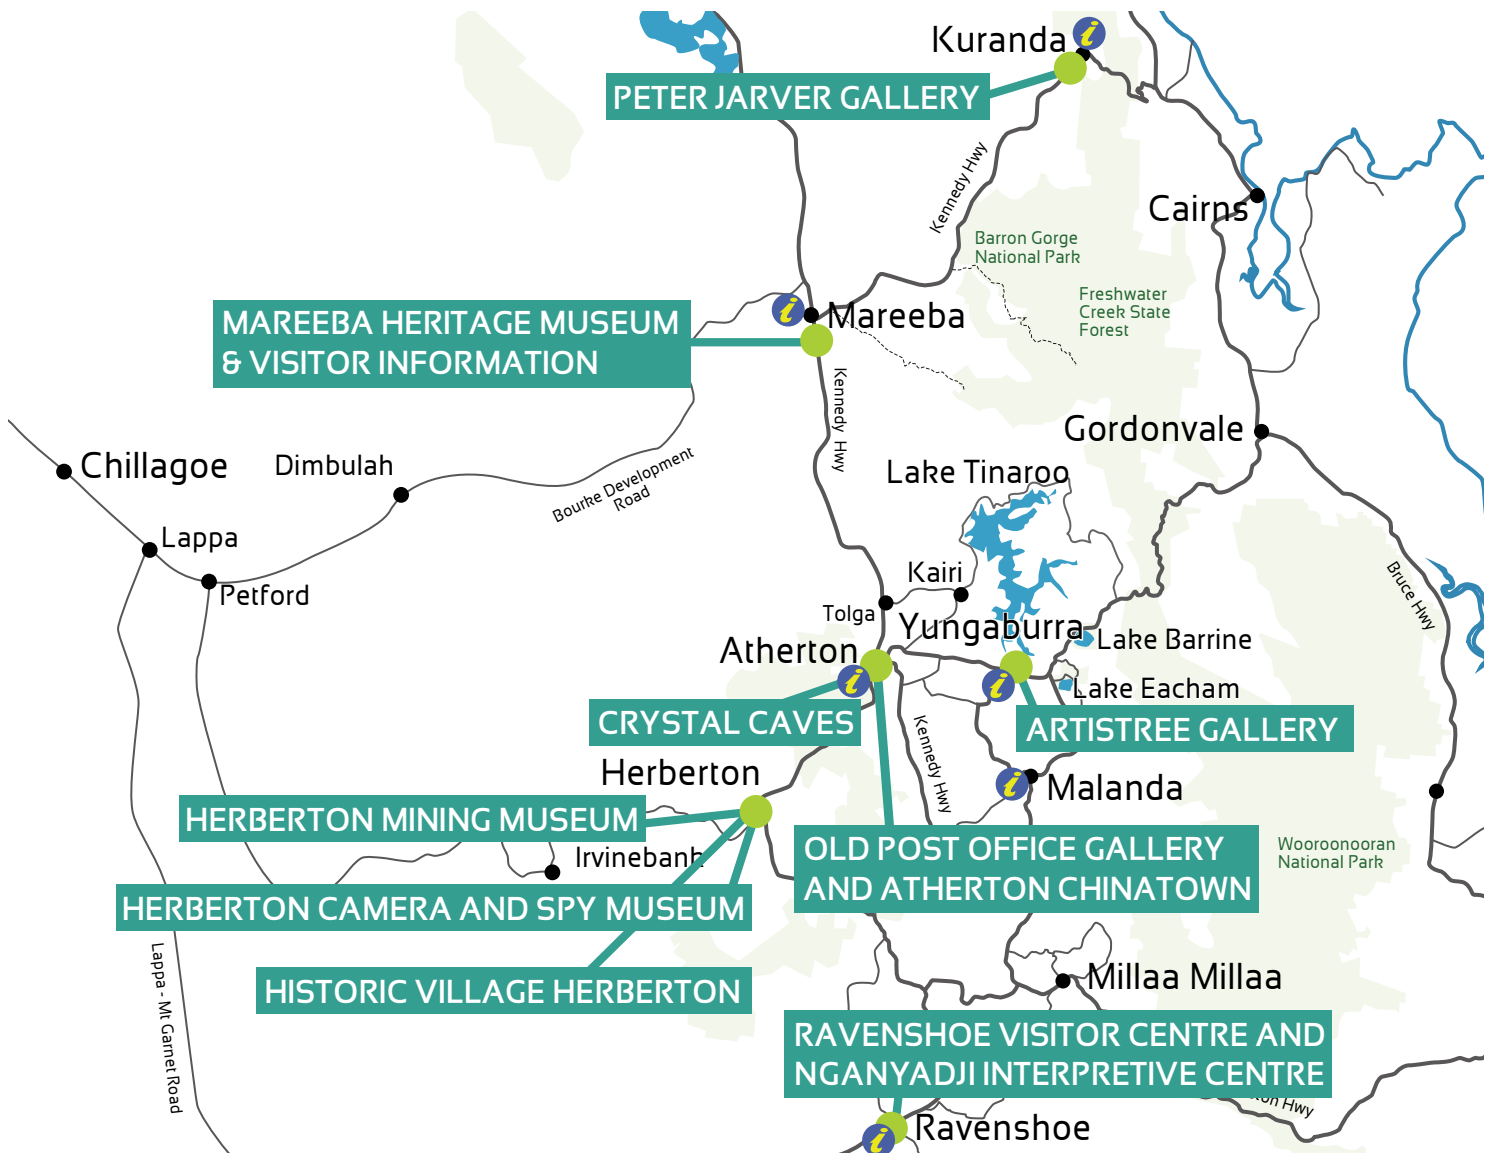 Kuranda
i
PETER JARVER GALLERY
Kennedy Hwy
Cairns
Barron Gorge
National Park
Freshwater
Creek State
Forest
i
Mareeba
MAREEBA HERITAGE MUSEUM
& VISITOR INFORMATION
Kennedy Hwy
Gordonvale
Chillagoe
Dimbulah
Bourke Development
Road
Lake Tinaroo
Lappa
Petford
Kairi
Tolga
Bruce Hwy
Yungaburra
Lake Barrine
Atherton
i
i
Lake Eacham
CRYSTAL CAVES
ARTISTREE GALLERY
Kennedy Hwy
Herberton
i
Malanda
HERBERTON MINING MUSEUM
Irvinebank
OLD POST OFFICE GALLERY
AND ATHERTON CHINATOWN
Wooroonooran
National Park
HERBERTON CAMERA AND SPY MUSEUM
Lappa - Mt Garnet Road
HISTORIC VILLAGE HERBERTON
Millaa Millaa
RAVENSHOE VISITOR CENTRE AND
NGANYADJI INTERPRETIVE CENTRE
Hwy
Ravenshoe
i